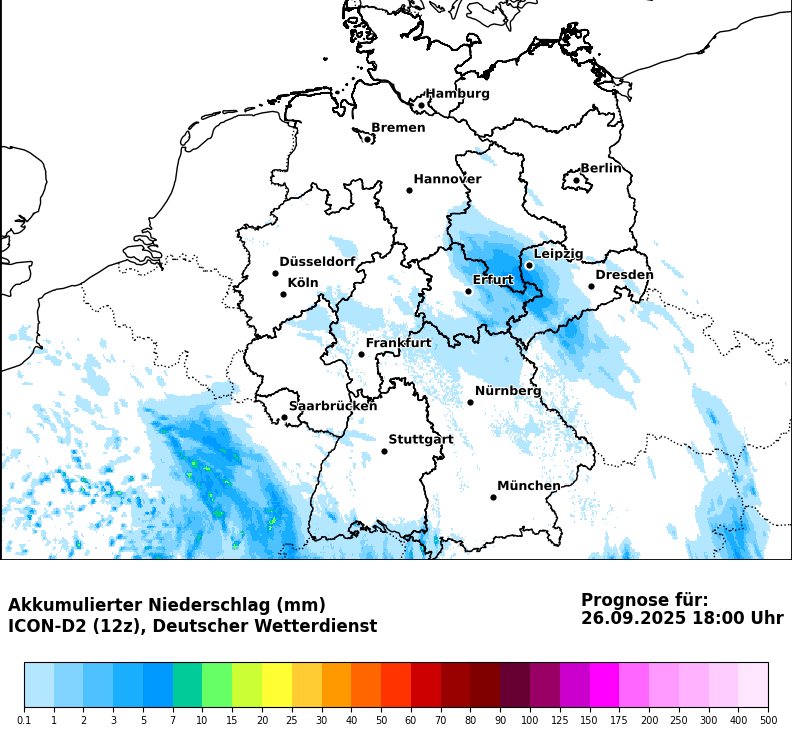 Hamburg
Bremen
Berlin
Hannover
Leipzig
Düsseldorf
Dresden
Erfurt
Köln
Frankfurt
Nürnberg
Saarbrücken
Stuttgart
München
Akkumulierter Niederschlag (mm)
ICON-D2 (12z), Deutscher Wetterdienst
Prognose für:
26.09.2025 18:00 Uhr
0.1 1 2 3 5 7 10 15 20 25 30 40 50 60 70 80 90 100 125 150 175 200 250 300 400 500